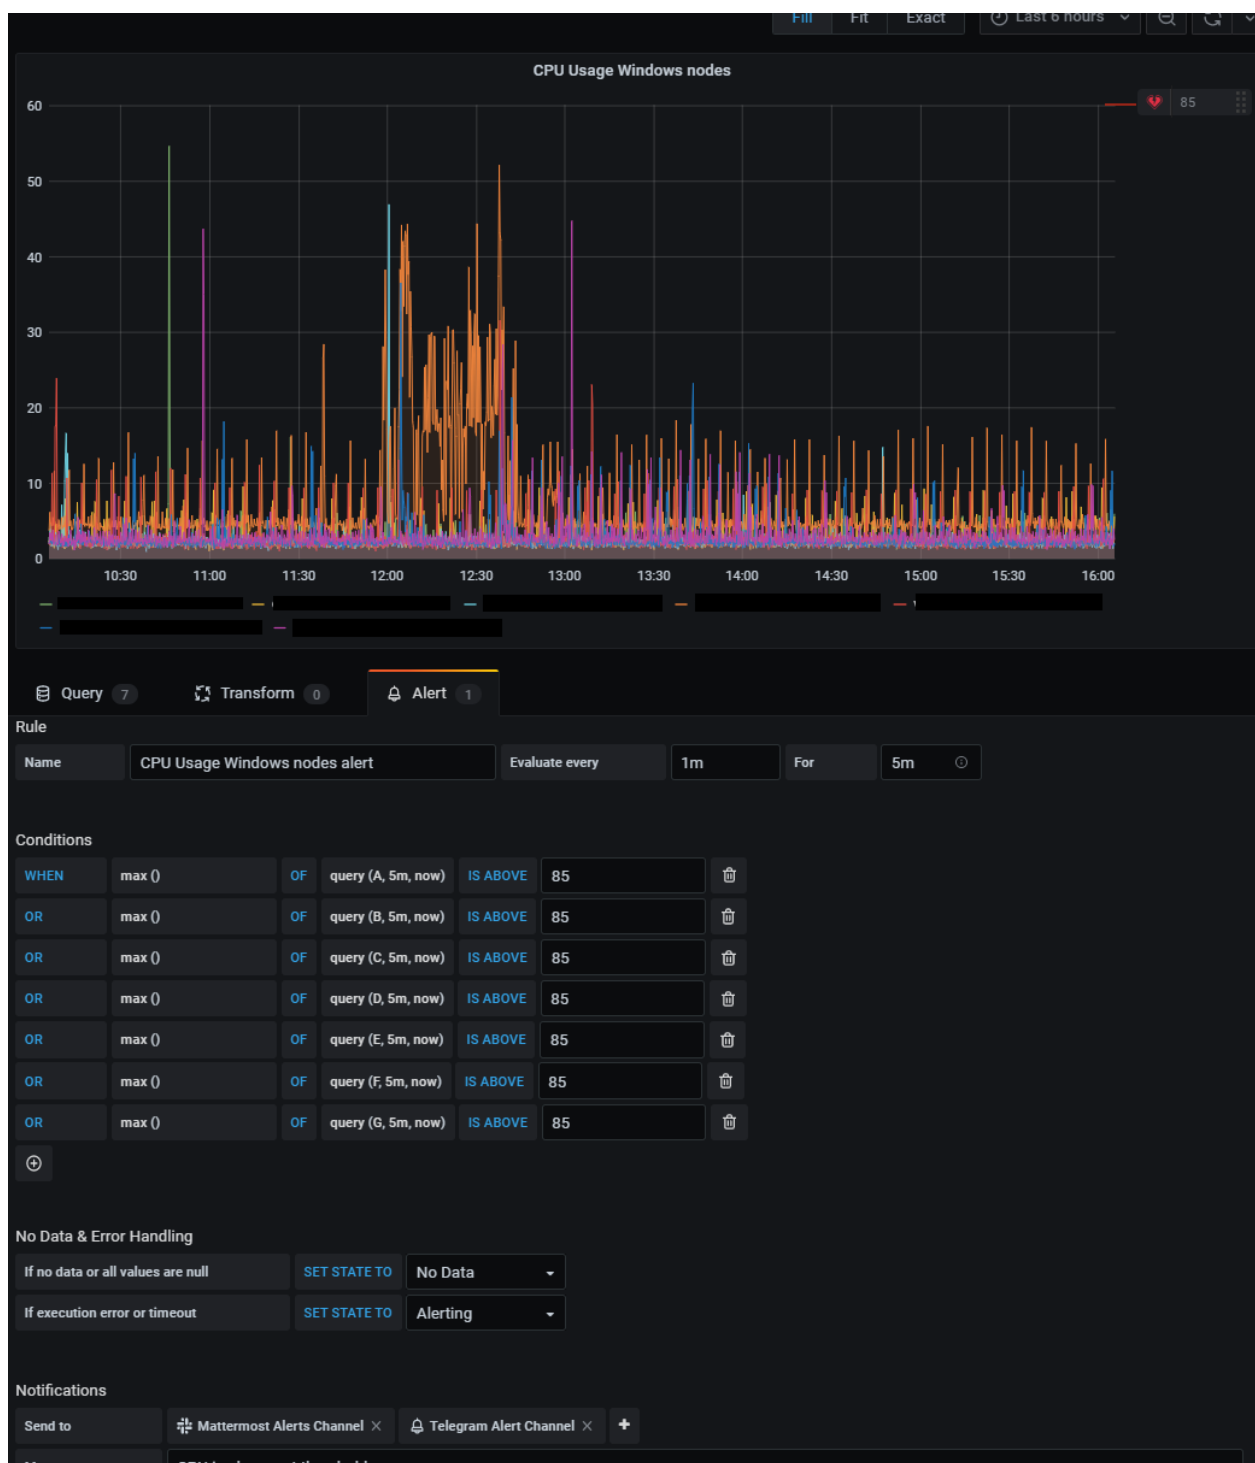 Fill Fit Exact Last 6 hours
CPU Usage Windows nodes
60
85
50
40
30
20
10
0
10:30 11:00 11:30 12:00 12:30 13:00 13:30 14:00 14:30 15:00 15:30 16:00
Query 7 Transform 0 Alert 1
Rule
Name CPU Usage Windows nodes alert Evaluate every 1m For 5m
Conditions
WHEN max () OF query (A, 5m, now) IS ABOVE 85
OR max () OF query (B, 5m, now) IS ABOVE 85
OR max () OF query (C, 5m, now) IS ABOVE 85
OR max () OF query (D, 5m, now) IS ABOVE 85
OR max () OF query (E, 5m, now) IS ABOVE 85
OR max () OF query (F, 5m, now) IS ABOVE 85
OR max () OF query (G, 5m, now) IS ABOVE 85
No Data & Error Handling
If no data or all values are null SET STATE TO No Data
If execution error or timeout SET STATE TO Alerting
Notifications
Send to Mattermost Alerts Channel Telegram Alert Channel